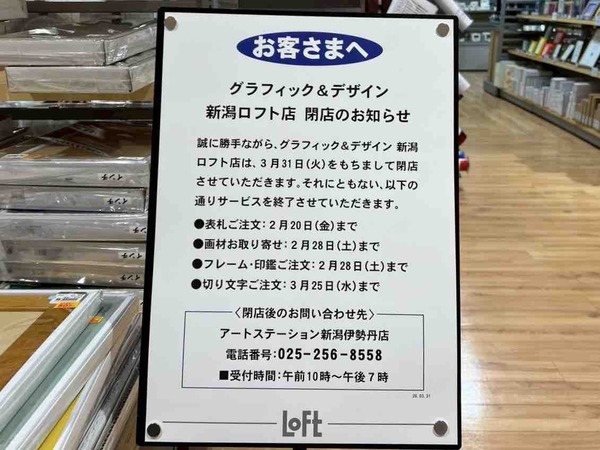 お客さまへ
グラフィック＆デザイン
新潟ロフト店 閉店のお知らせ
誠に勝手ながら、グラフィック＆デザイン 新潟
ロフト店は、3月31日(火)をもちまして閉店
させていただきます。それにともない、以下の
通りサービスを終了させていただきます。
●表札ご注文：2月20日(金)まで
●画材お取り寄せ：2月28日(土)まで
●フレーム・印鑑ご注文：2月28日(土)まで
●切り文字ご注文：3月25日(水)まで
〈閉店後のお問い合わせ先〉
アートステーション新潟伊勢丹店
電話番号：025-256-8558
■受付時間：午前10時～午後7時
Loft